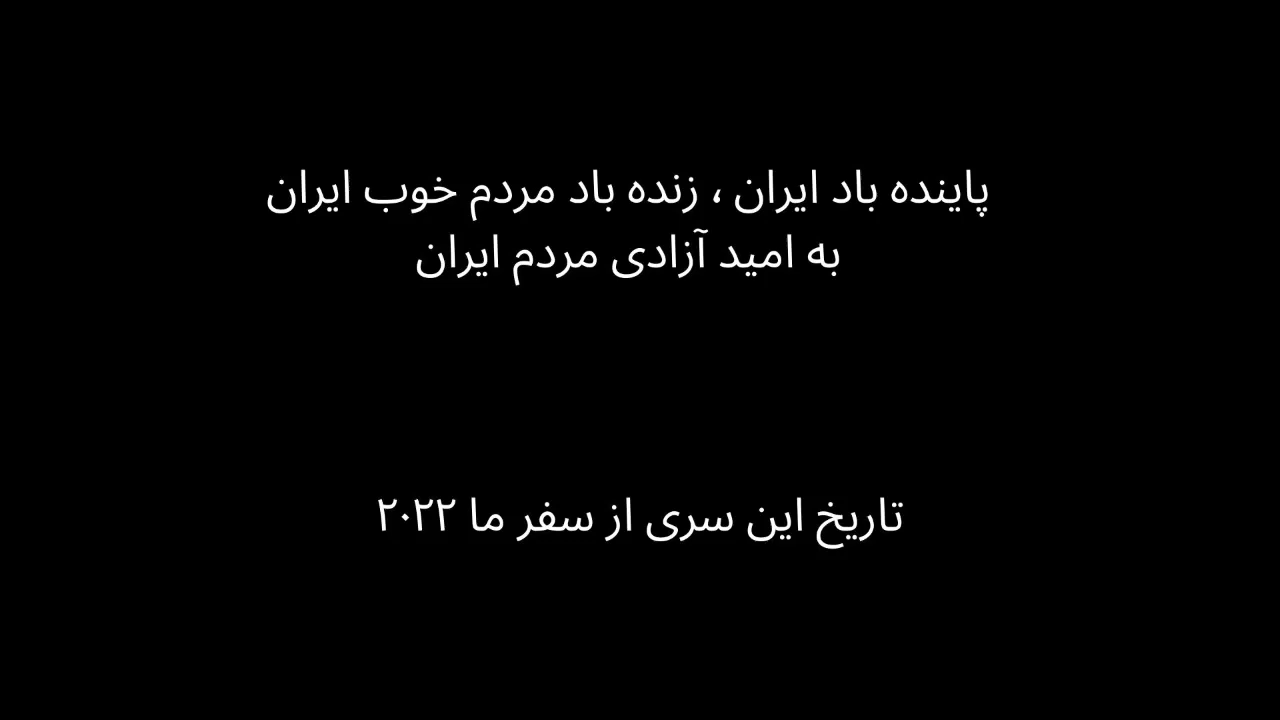 پاینده باد ایران ، زنده باد مردم خوب ایران
به امید آزادی مردم ایران
تاریخ این سری از سفر ما ۲۰۲۲